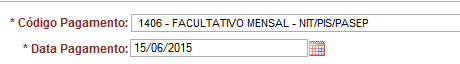 * Código Pagamento: 1406 - FACULTATIVO MENSAL - NIT/PIS/PASEP
* Data Pagamento: 15/06/2015